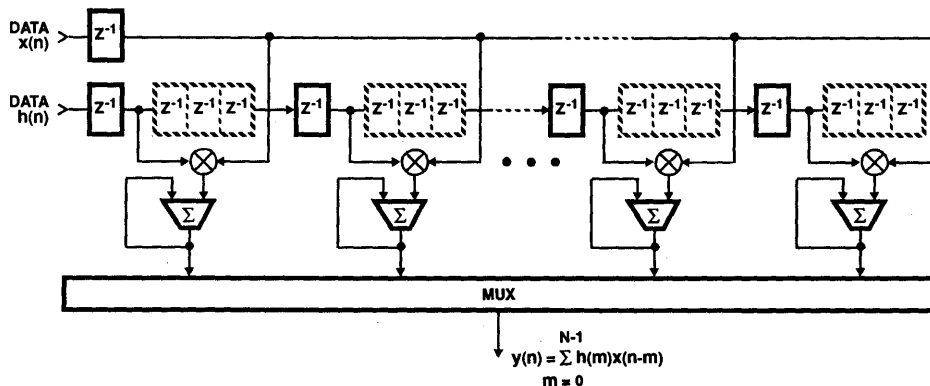 DATA
x(n)
Z-1
DATA
h(n)
Z-1 Z-1 Z-1 Z-1 Z-1 Z-1 Z-1 Z-1 Z-1 Z-1 Z-1 Z-1 Z-1 Z-1 Z-1 Z-1
Σ Σ Σ Σ
MUX
N-1
y(n) = Σ h(m)x(n-m)
m = 0